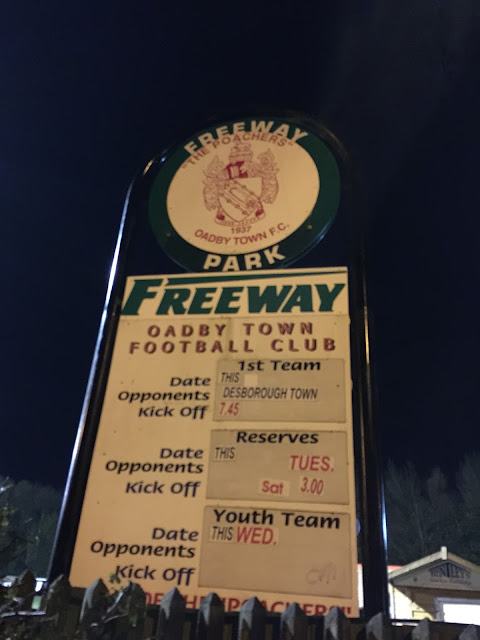 FREEWAY
"THE POACHERS"
1937
OADBY TOWN F.C.
PARK
FREEWAY
OADBY TOWN
FOOTBALL CLUB
1st Team
Date THIS
Opponents DESBOROUGH TOWN
Kick Off 7.45
Reserves
Date THIS
Opponents TUES.
Kick Off Sat 3.00
Youth Team
Date THIS WED.
Opponents
Kick Off
POACHERS"